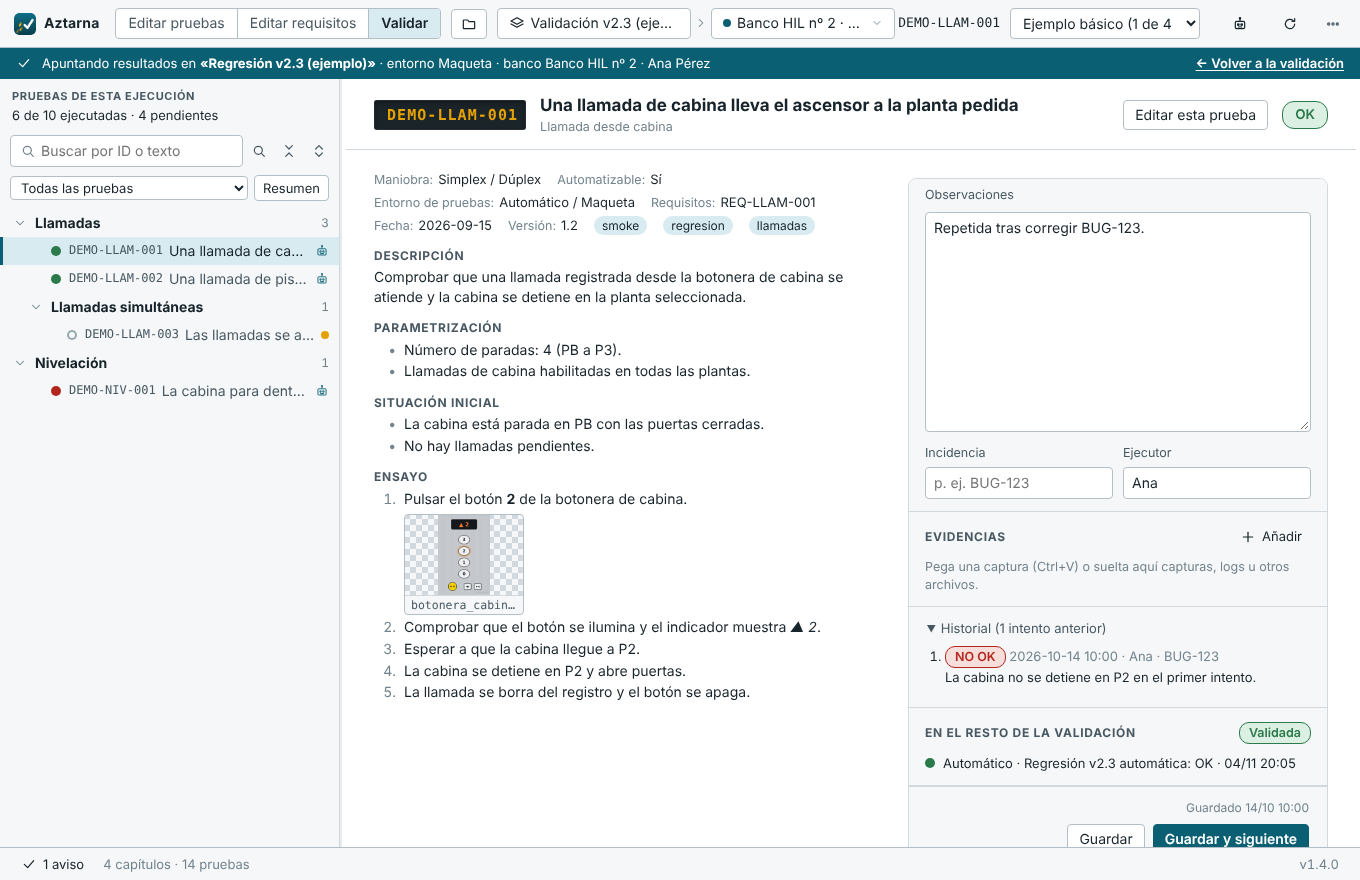 Aztarna
Editar pruebas
Editar requisitos
Validar
Validación v2.3 (eje...
Banco HIL nº 2 · ...
DEMO-LLAM-001
Ejemplo básico (1 de 4
Apuntando resultados en «Regresión v2.3 (ejemplo)» · entorno Maqueta · banco Banco HIL nº 2 · Ana Pérez
← Volver a la validación
PRUEBAS DE ESTA EJECUCIÓN
6 de 10 ejecutadas · 4 pendientes
Buscar por ID o texto
Todas las pruebas
Resumen
Llamadas 3
DEMO-LLAM-001 Una llamada de ca...
DEMO-LLAM-002 Una llamada de pis...
Llamadas simultáneas 1
DEMO-LLAM-003 Las llamadas se a...
Nivelación 1
DEMO-NIV-001 La cabina para dent...
DEMO-LLAM-001
Una llamada de cabina lleva el ascensor a la planta pedida
Llamada desde cabina
Editar esta prueba
OK
Maniobra: Simplex / Dúplex Automatizable: Sí
Entorno de pruebas: Automático / Maqueta Requisitos: REQ-LLAM-001
Fecha: 2026-09-15 Versión: 1.2 smoke regresion llamadas
DESCRIPCIÓN
Comprobar que una llamada registrada desde la botonera de cabina se
atiende y la cabina se detiene en la planta seleccionada.
PARAMETRIZACIÓN
• Número de paradas: 4 (PB a P3).
• Llamadas de cabina habilitadas en todas las plantas.
SITUACIÓN INICIAL
• La cabina está parada en PB con las puertas cerradas.
• No hay llamadas pendientes.
ENSAYO
1. Pulsar el botón 2 de la botonera de cabina.
▲ 2
botonera_cabin...
2. Comprobar que el botón se ilumina y el indicador muestra ▲ 2.
3. Esperar a que la cabina llegue a P2.
4. La cabina se detiene en P2 y abre puertas.
5. La llamada se borra del registro y el botón se apaga.
Observaciones
Repetida tras corregir BUG-123.
Incidencia
Ejecutor
p. ej. BUG-123
Ana
EVIDENCIAS
Añadir
Pega una captura (Ctrl+V) o suelta aquí capturas, logs u otros
archivos.
▼ Historial (1 intento anterior)
1. NO OK 2026-10-14 10:00 · Ana · BUG-123
La cabina no se detiene en P2 en el primer intento.
EN EL RESTO DE LA VALIDACIÓN
Validada
Automático · Regresión v2.3 automática: OK · 04/11 20:05
Guardado 14/10 10:00
Guardar
Guardar y siguiente
1 aviso
4 capítulos · 14 pruebas
v1.4.0